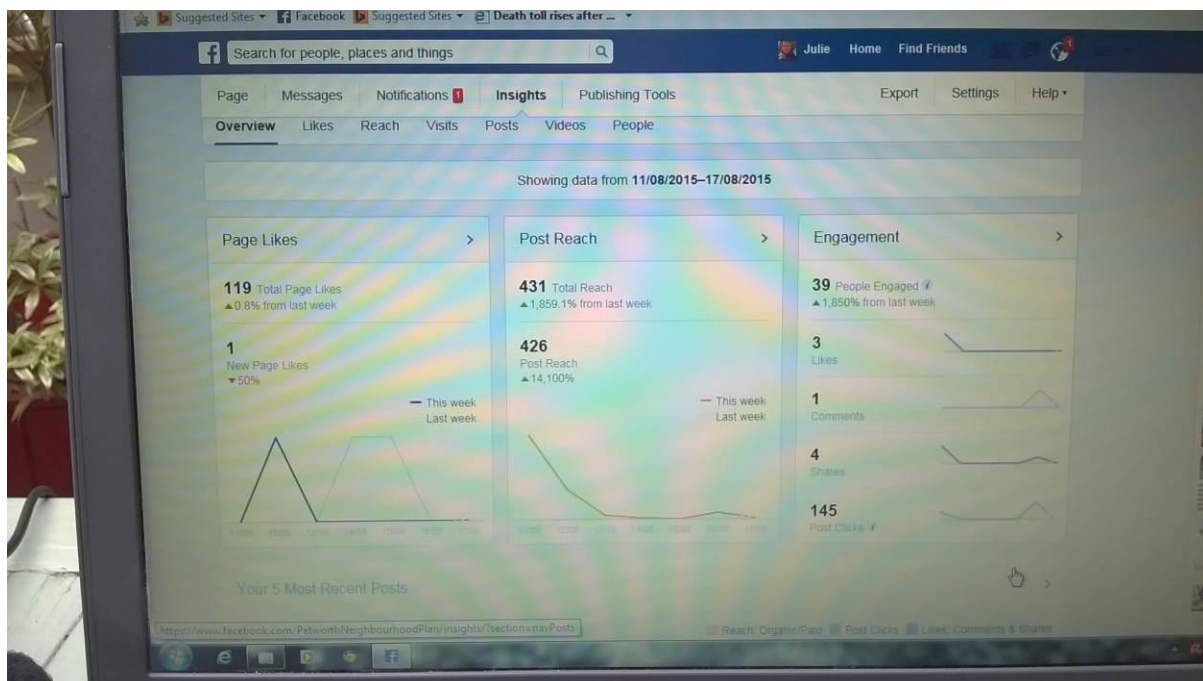 Suggested Sites Facebook Suggested Sites Death toll rises after ...
f Search for people, places and things Julie Home Find Friends 1
Page Messages Notifications 1 Insights Publishing Tools Export Settings Help
Overview Likes Reach Visits Posts Videos People
Showing data from 11/08/2015–17/08/2015
Page Likes >
119 Total Page Likes
▲0.8% from last week
1
New Page Likes
▼50%
This week
Last week
Post Reach >
431 Total Reach
▲1,859.1% from last week
426
Post Reach
▲14,100%
This week
Last week
Engagement >
39 People Engaged i
▲1,850% from last week
3
Likes
1
Comments
4
Shares
145
Post Clicks i
Your 5 Most Recent Posts >
https://www.facebook.com/PetworthNeighbourhoodPlan/insights/?section=navPosts
Reach: Organic/Paid Post Clicks Likes, Comments & Shares